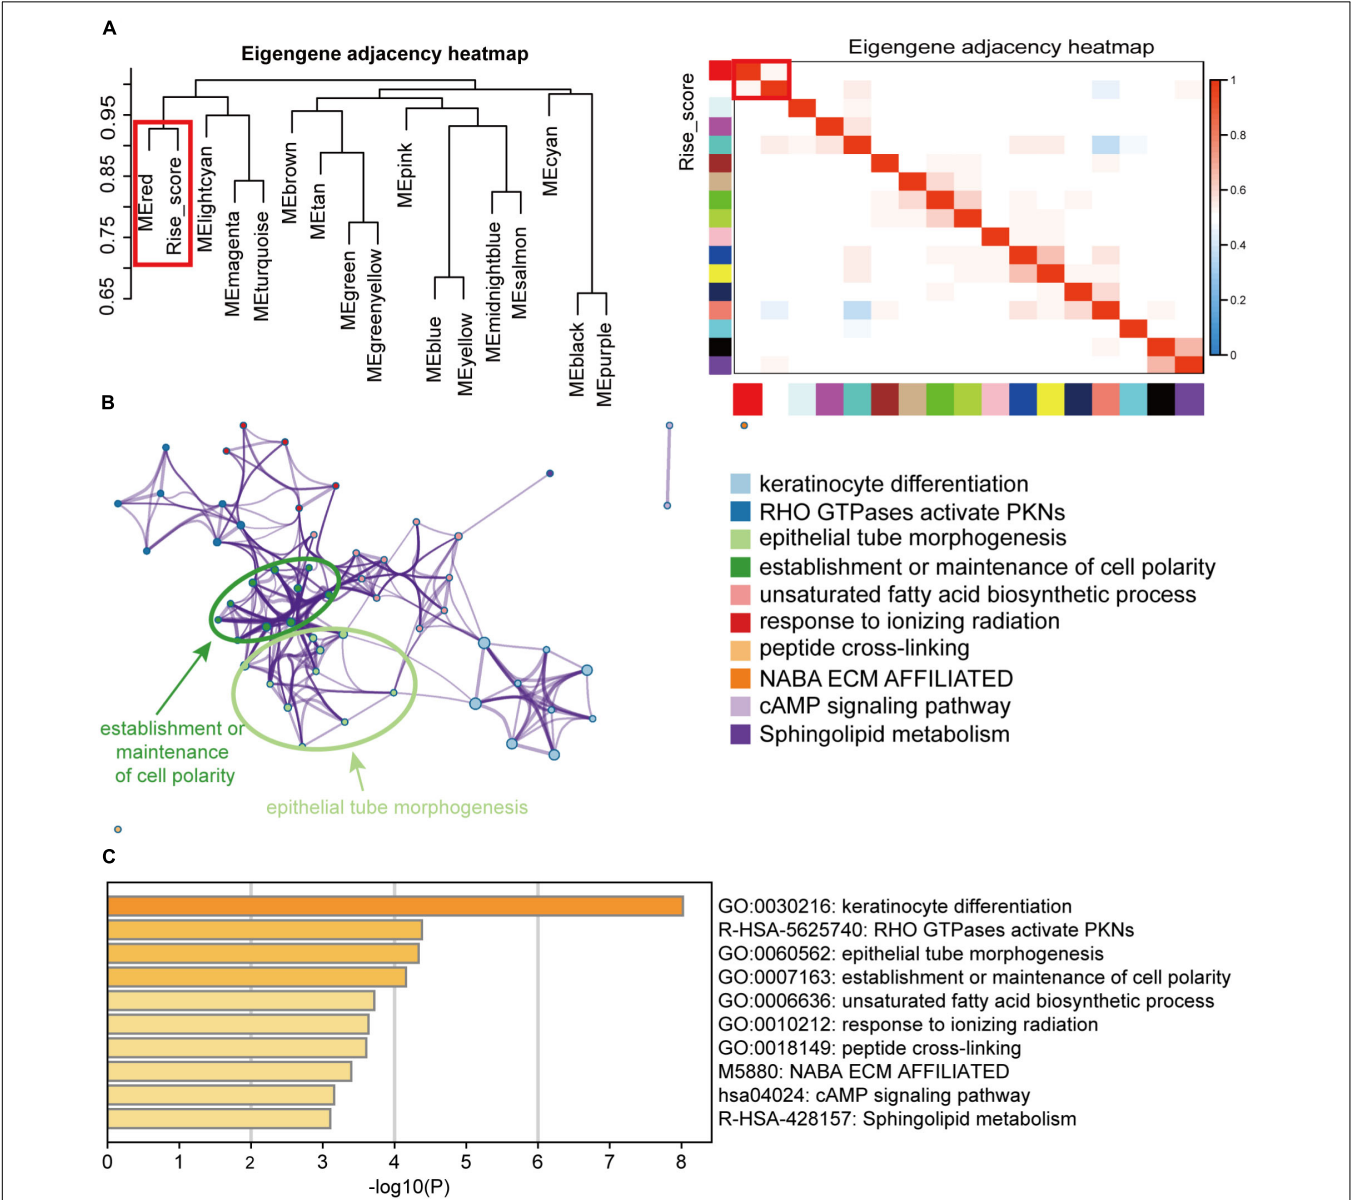 A
Eigengene adjacency heatmap
0.95
0.85
0.75
0.65
MEred
Rise_score
MElightcyan
MEmagenta
MEturquoise
MEbrown
MEtan
MEgreen
MEgreenyellow
MEpink
MEblue
MEyellow
MEmidnightblue
MEsalmon
MEcyan
MEblack
MEpurple
Eigengene adjacency heatmap
Rise_score
1
0.8
0.6
0.4
0.2
0
B
establishment or
maintenance
of cell polarity
epithelial tube morphogenesis
keratinocyte differentiation
RHO GTPases activate PKNs
epithelial tube morphogenesis
establishment or maintenance of cell polarity
unsaturated fatty acid biosynthetic process
response to ionizing radiation
peptide cross-linking
NABA ECM AFFILIATED
cAMP signaling pathway
Sphingolipid metabolism
C
GO:0030216: keratinocyte differentiation
R-HSA-5625740: RHO GTPases activate PKNs
GO:0060562: epithelial tube morphogenesis
GO:0007163: establishment or maintenance of cell polarity
GO:0006636: unsaturated fatty acid biosynthetic process
GO:0010212: response to ionizing radiation
GO:0018149: peptide cross-linking
M5880: NABA ECM AFFILIATED
hsa04024: cAMP signaling pathway
R-HSA-428157: Sphingolipid metabolism
0 1 2 3 4 5 6 7 8
-log10(P)